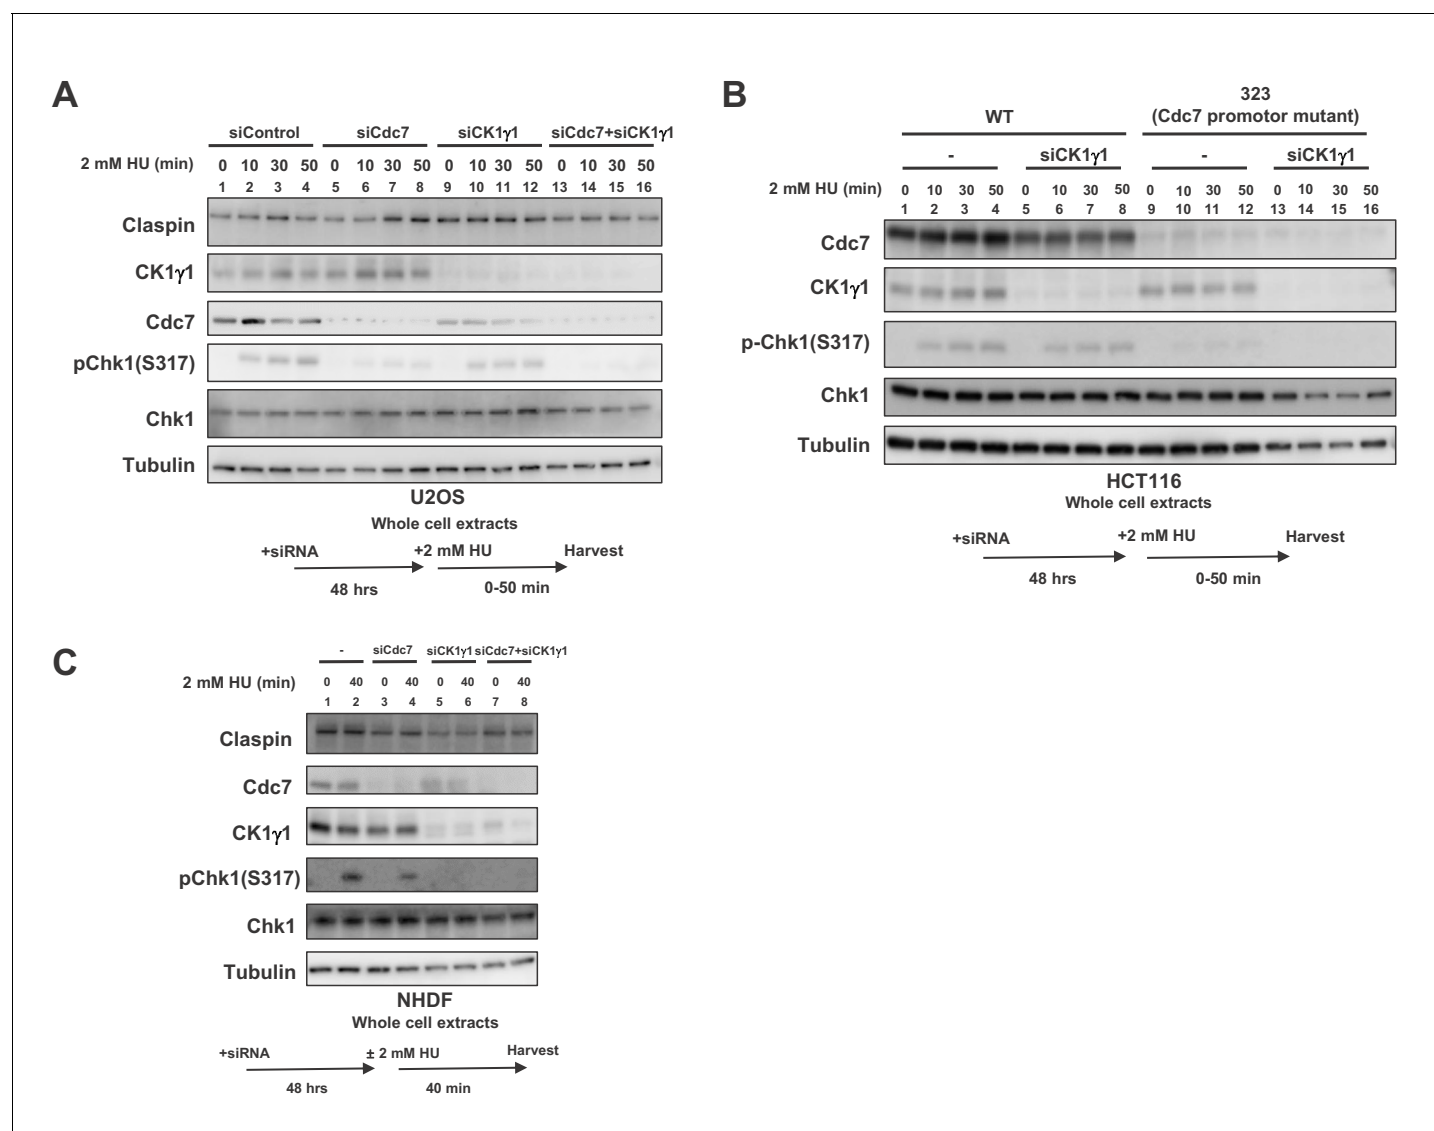 A
siControl siCdc7 siCK1γ1 siCdc7+siCK1γ1
2 mM HU (min) 0 10 30 50 0 10 30 50 0 10 30 50 0 10 30 50
1 2 3 4 5 6 7 8 9 10 11 12 13 14 15 16
Claspin
CK1γ1
Cdc7
pChk1(S317)
Chk1
Tubulin
U2OS
Whole cell extracts
+siRNA +2 mM HU Harvest
48 hrs 0-50 min
B
323
WT (Cdc7 promotor mutant)
- siCK1γ1 - siCK1γ1
2 mM HU (min) 0 10 30 50 0 10 30 50 0 10 30 50 0 10 30 50
1 2 3 4 5 6 7 8 9 10 11 12 13 14 15 16
Cdc7
CK1γ1
p-Chk1(S317)
Chk1
Tubulin
HCT116
Whole cell extracts
+siRNA +2 mM HU Harvest
48 hrs 0-50 min
C
- siCdc7 siCK1γ1 siCdc7+siCK1γ1
2 mM HU (min) 0 40 0 40 0 40 0 40
1 2 3 4 5 6 7 8
Claspin
Cdc7
CK1γ1
pChk1(S317)
Chk1
Tubulin
NHDF
Whole cell extracts
+siRNA ± 2 mM HU Harvest
48 hrs 40 min